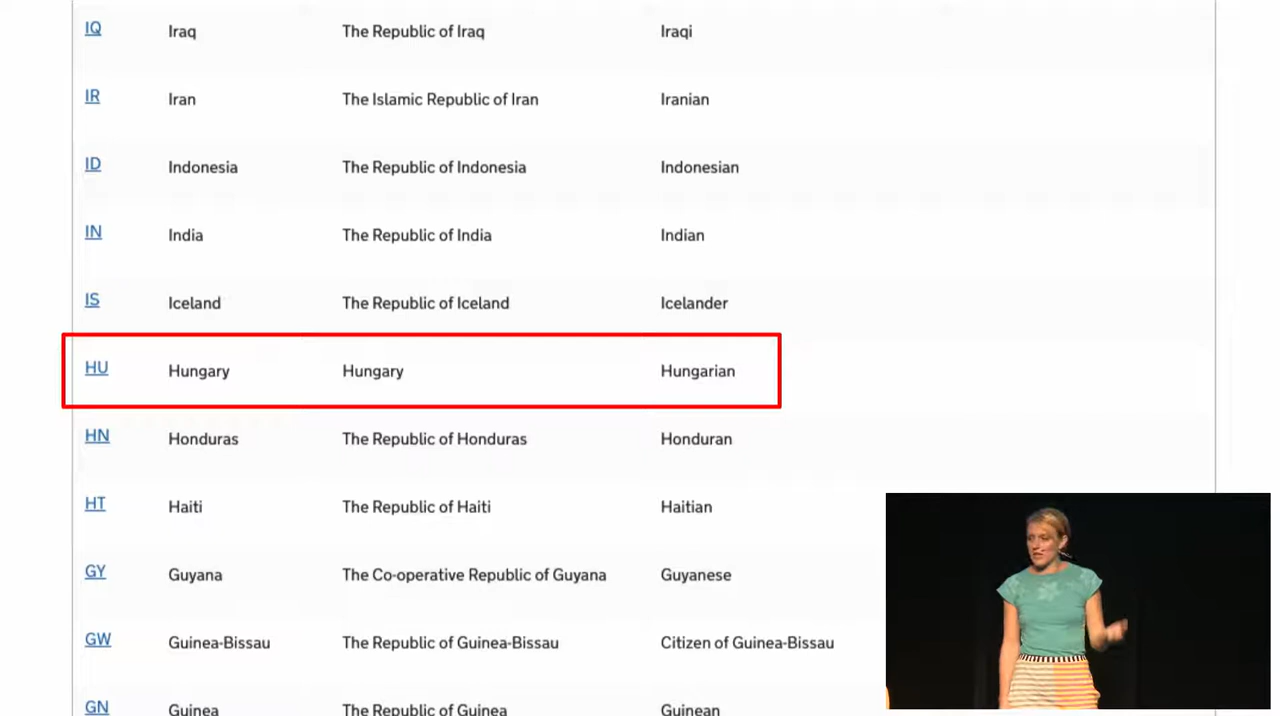 IQ Iraq The Republic of Iraq Iraqi
IR Iran The Islamic Republic of Iran Iranian
ID Indonesia The Republic of Indonesia Indonesian
IN India The Republic of India Indian
IS Iceland The Republic of Iceland Icelander
HU Hungary Hungary Hungarian
HN Honduras The Republic of Honduras Honduran
HT Haiti The Republic of Haiti Haitian
GY Guyana The Co-operative Republic of Guyana Guyanese
GW Guinea-Bissau The Republic of Guinea-Bissau Citizen of Guinea-Bissau
GN Guinea The Republic of Guinea Guinean